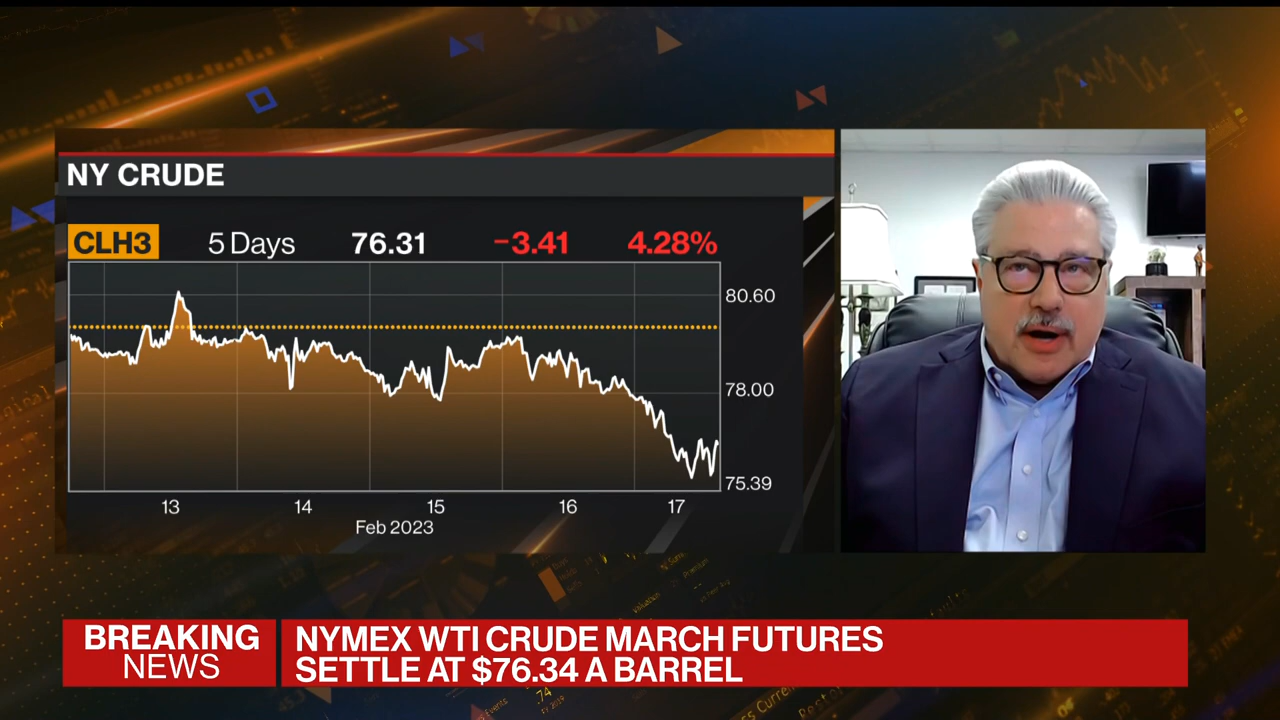 NY CRUDE
CLH3 5 Days 76.31 −3.41 4.28%
80.60
78.00
75.39
13 14 15 16 17
Feb 2023
BREAKING
NEWS
NYMEX WTI CRUDE MARCH FUTURES
SETTLE AT $76.34 A BARREL